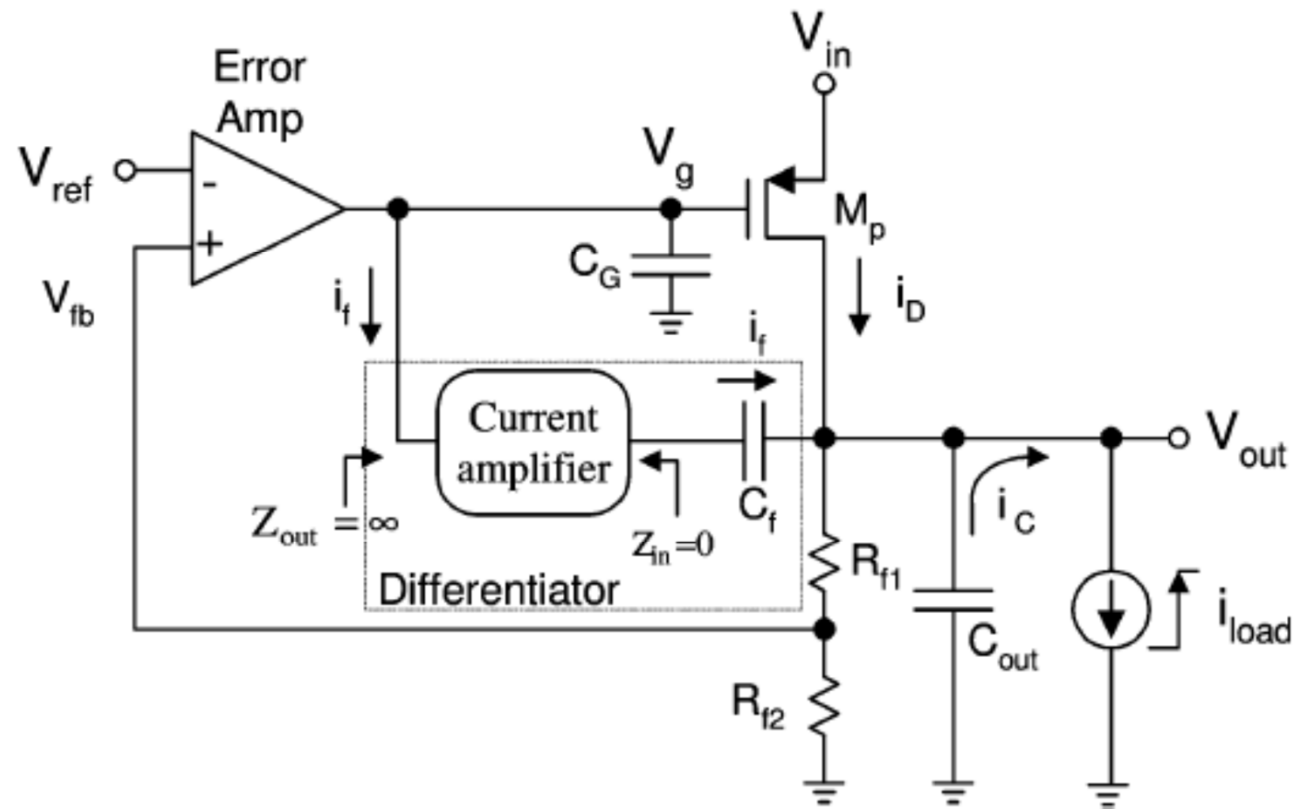 Error
Amp
V_in
V_ref
-
+
V_g
M_p
C_G
V_fb
i_f
i_D
i_f
Current
amplifier
V_out
C_f
i_C
Z_out = ∞
Z_in=0
R_f1
Differentiator
C_out
i_load
R_f2